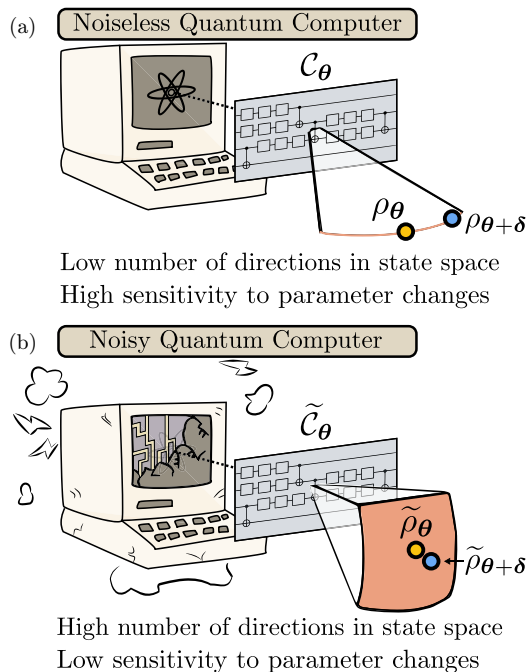 (a) Noiseless Quantum Computer
𝒞_θ
ρ_θ
ρ_{θ+δ}
Low number of directions in state space
High sensitivity to parameter changes
(b) Noisy Quantum Computer
𝒞̃_θ
ρ̃_θ
ρ̃_{θ+δ}
High number of directions in state space
Low sensitivity to parameter changes